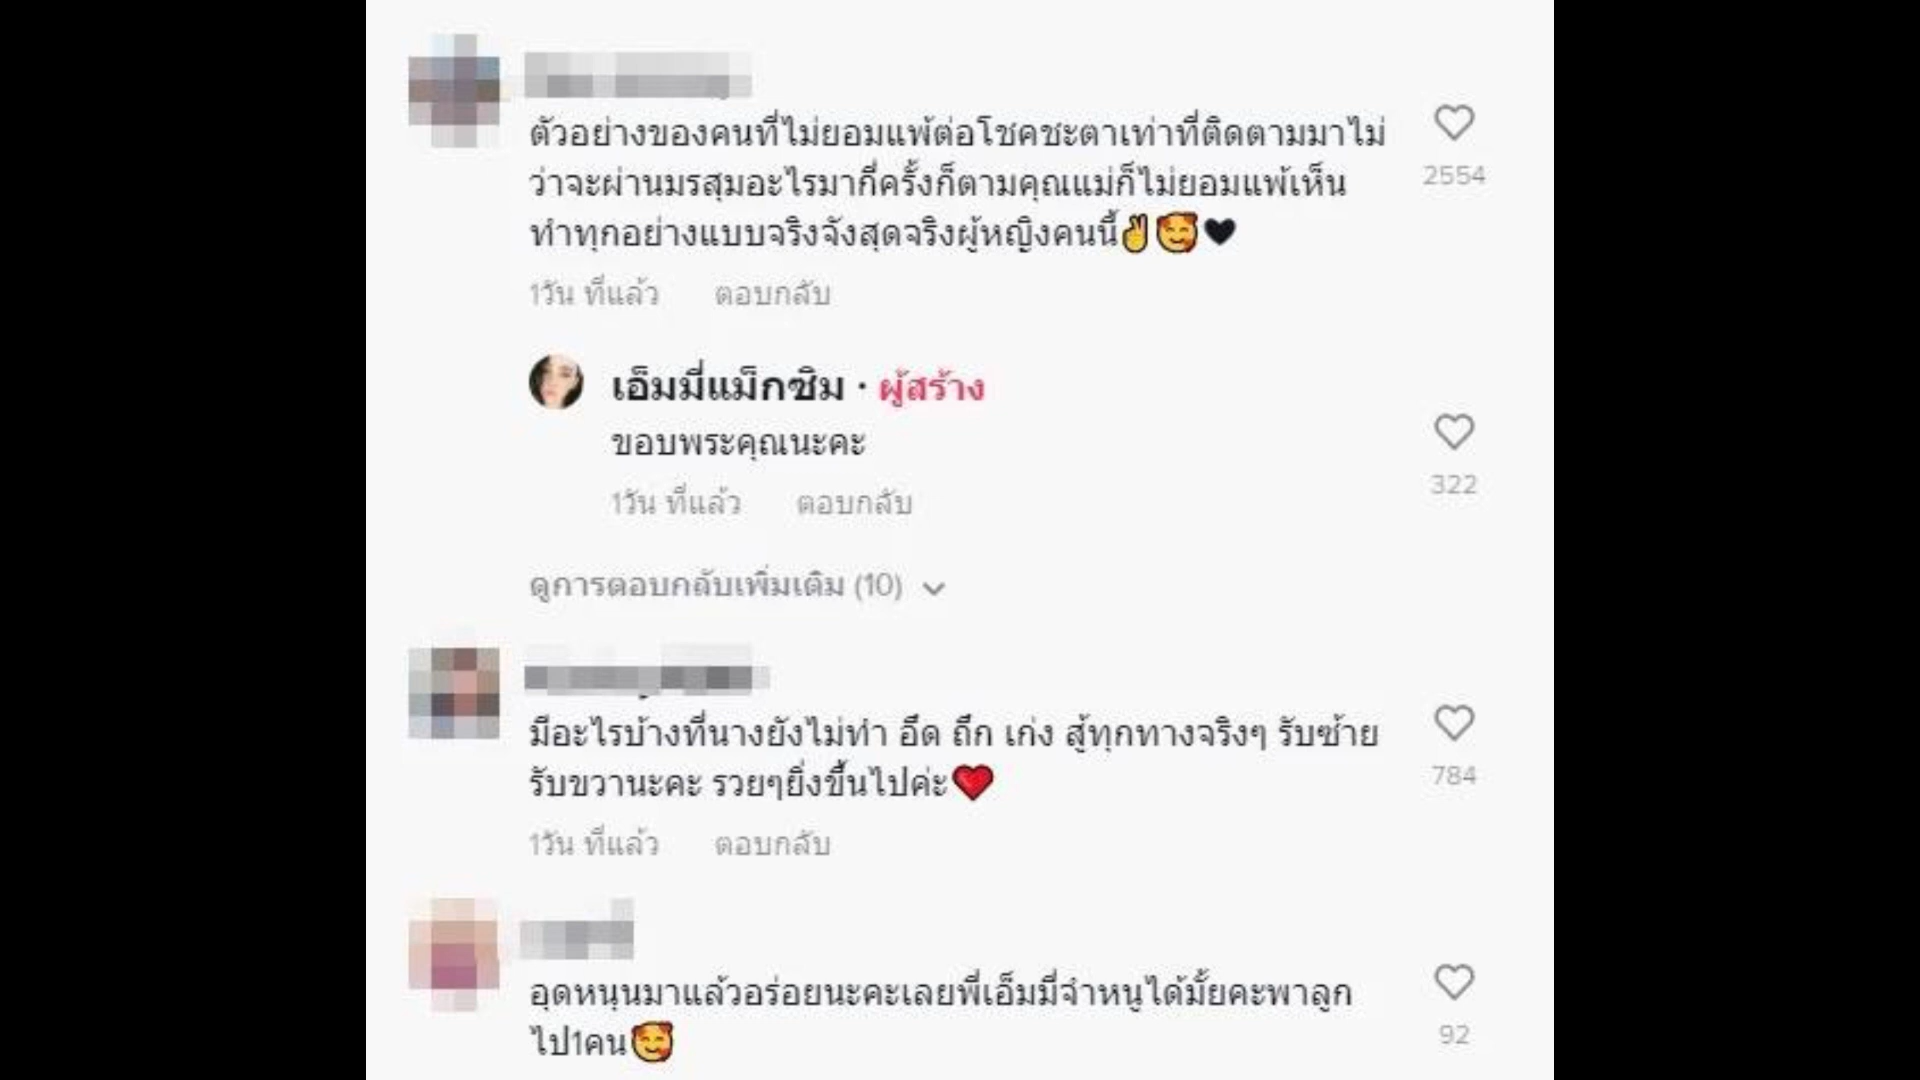 ตัวอย่างของคนที่ไม่ยอมแพ้ต่อโชคชะตาเท่าที่ติดตามมาไม่
2554
ว่าจะผ่านมรสุมอะไรมากี่ครั้งก็ตามคุณแม่ก็ไม่ยอมแพ้เห็น
ทำทุกอย่างแบบจริงจังสุดจริงผู้หญิงคนนี้✌️🥰🖤
1วัน ที่แล้ว ตอบกลับ
เอ็มมี่แม็กซิม · ผู้สร้าง
ขอบพระคุณนะคะ
322
1วัน ที่แล้ว ตอบกลับ
ดูการตอบกลับเพิ่มเติม (10)
มีอะไรบ้างที่นางยังไม่ทำ อึด ถึก เก่ง สู้ทุกทางจริงๆ รับซ้าย
784
รับขวานะคะ รวยๆยิ่งขึ้นไปค่ะ❤️
1วัน ที่แล้ว ตอบกลับ
อุดหนุนมาแล้วอร่อยนะคะเลยพี่เอ็มมี่จำหนูได้มั้ยคะพาลูก
ไป1คน🥰
92